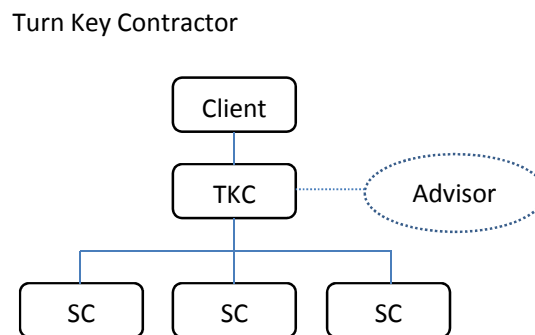 Turn Key Contractor
Client
TKC
Advisor
SC
SC
SC